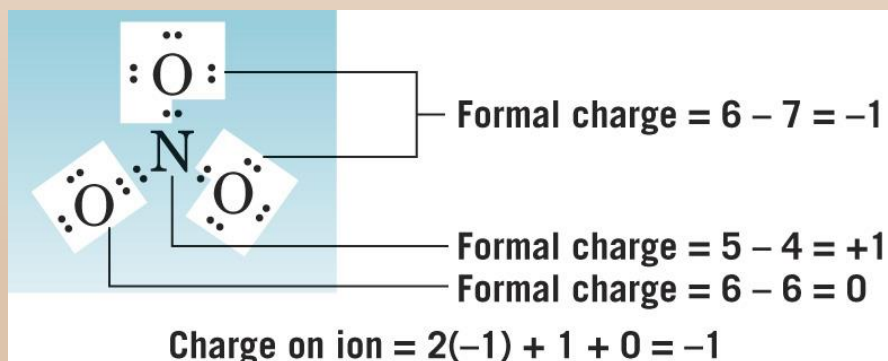 O
Formal charge = 6 – 7 = –1
N
O
O
Formal charge = 5 – 4 = +1
Formal charge = 6 – 6 = 0
Charge on ion = 2(–1) + 1 + 0 = –1